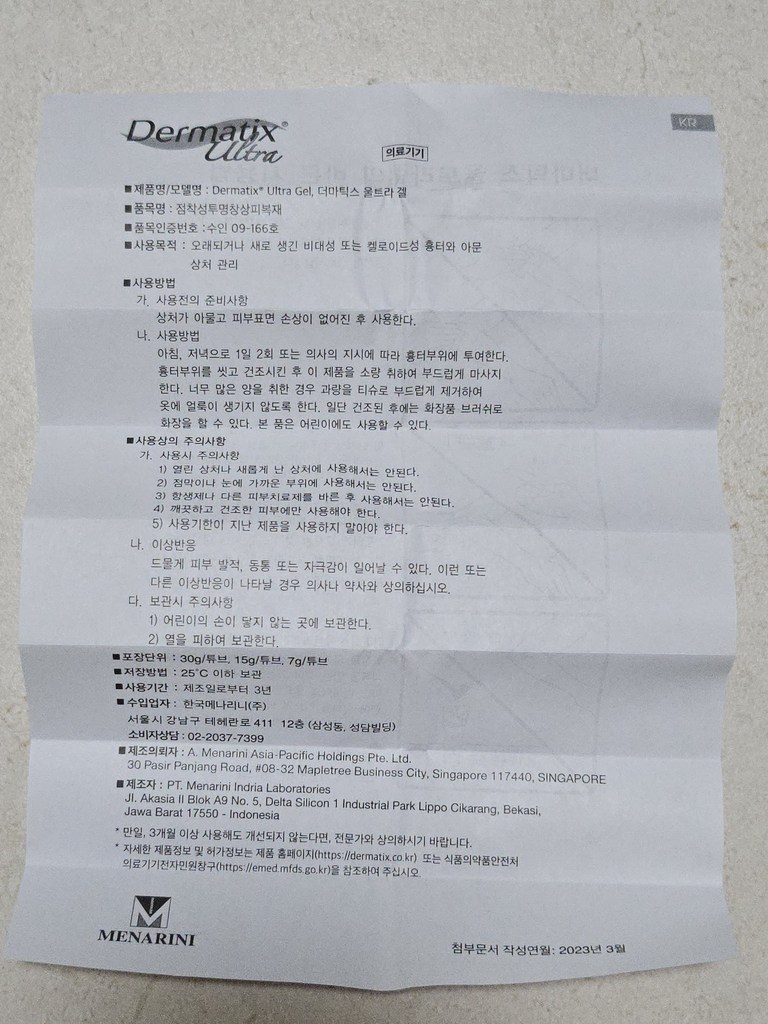 Dermatix® Ultra
KR
의료기기
■제품명/모델명 : Dermatix® Ultra Gel, 더마틱스 울트라 겔
■품목명 : 점착성투명창상피복재
■품목인증번호 :수인 09-166호
■사용목적 : 오래되거나 새로 생긴 비대성 또는 켈로이드성 흉터와 아문
상처 관리
■사용방법
가. 사용전의 준비사항
상처가 아물고 피부표면 손상이 없어진 후 사용한다.
나. 사용방법
아침, 저녁으로 1일 2회 또는 의사의 지시에 따라 흉터부위에 투여한다.
흉터부위를 씻고 건조시킨 후 이 제품을 소량 취하여 부드럽게 마사지
한다. 너무 많은 양을 취한 경우 과량을 티슈로 부드럽게 제거하여
옷에 얼룩이 생기지 않도록 한다. 일단 건조된 후에는 화장품 브러쉬로
화장을 할 수 있다. 본 품은 어린이에도 사용할 수 있다.
■사용상의 주의사항
가. 사용시 주의사항
1) 열린 상처나 새롭게 난 상처에 사용해서는 안된다.
2) 점막이나 눈에 가까운 부위에 사용해서는 안된다.
3) 항생제나 다른 피부치료제를 바른 후 사용해서는 안된다.
4) 깨끗하고 건조한 피부에만 사용해야 한다.
5) 사용기한이 지난 제품을 사용하지 말아야 한다.
나. 이상반응
드물게 피부 발적, 동통 또는 자극감이 일어날 수 있다. 이런 또는
다른 이상반응이 나타날 경우 의사나 약사와 상의하십시오.
다. 보관시 주의사항
1) 어린이의 손이 닿지 않는 곳에 보관한다.
2) 열을 피하여 보관한다.
■포장단위 : 30g/튜브, 15g/튜브, 7g/튜브
■저장방법 : 25°C 이하 보관
■사용기간 : 제조일로부터 3년
■수입업자 : 한국메나리니(주)
서울시 강남구 테헤란로 411 12층 (삼성동, 성담빌딩)
소비자상담 : 02-2037-7399
■제조의뢰자 : A. Menarini Asia-Pacific Holdings Pte. Ltd.
30 Pasir Panjang Road, #08-32 Mapletree Business City, Singapore 117440, SINGAPORE
■제조자 : PT. Menarini Indria Laboratories
Jl. Akasia II Blok A9 No. 5, Delta Silicon 1 Industrial Park Lippo Cikarang, Bekasi,
Jawa Barat 17550 - Indonesia
* 만일, 3개월 이상 사용해도 개선되지 않는다면, 전문가와 상의하시기 바랍니다.
* 자세한 제품정보 및 허가정보는 제품 홈페이지(https://dermatix.co.kr) 또는 식품의약품안전처
의료기기전자민원창구(https://emed.mfds.go.kr)을 참조하여 주십시오.
MENARINI
첨부문서 작성연월: 2023년 3월